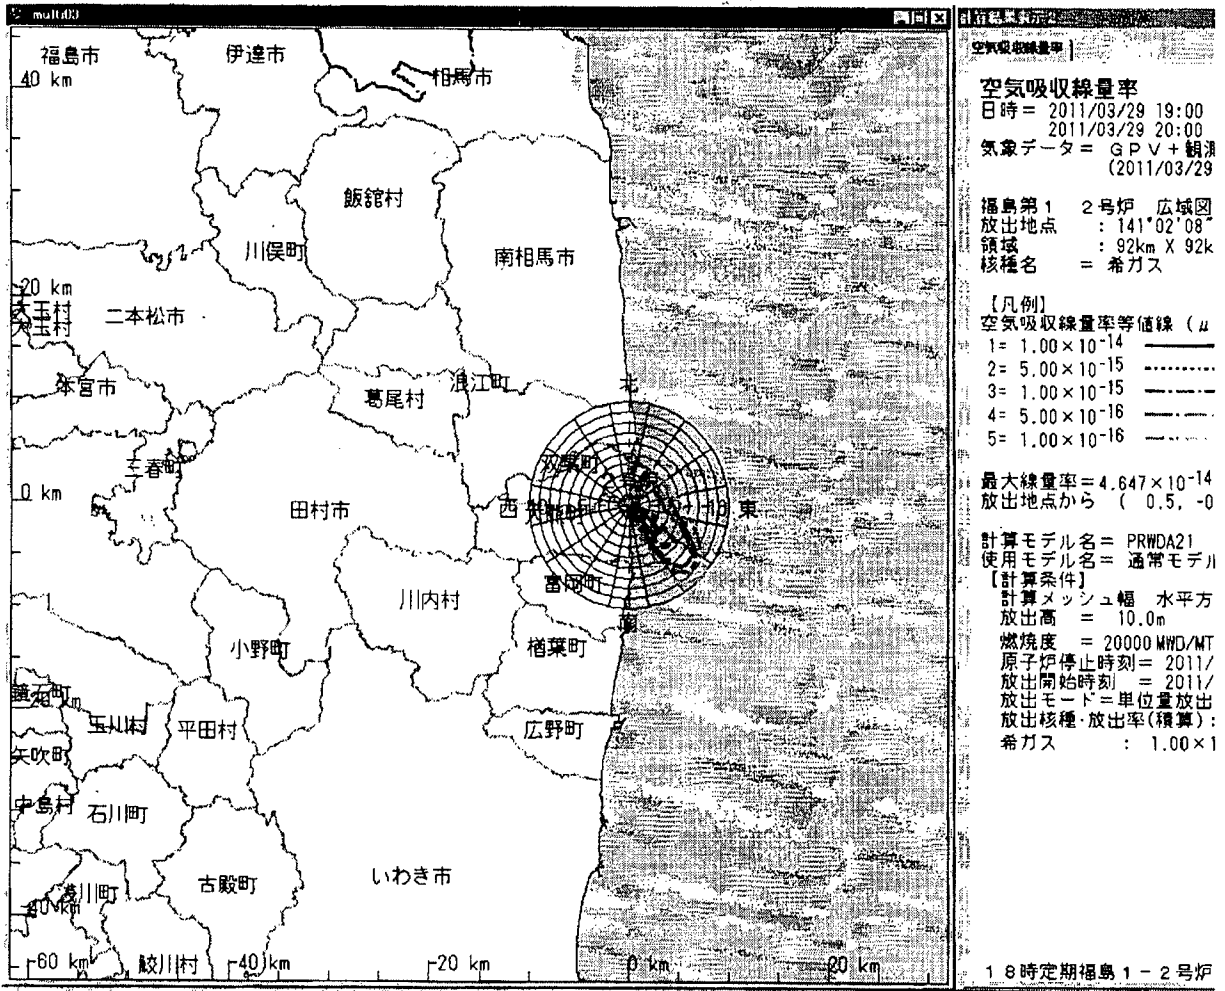 福島市
伊達市
相馬市
40 km
飯舘村
川俣町
南相馬市
20 km
大玉村
二本松市
本宮市
浪江町
葛尾村
北
三春町
双葉町
0 km
田村市
西
東
富岡町
川内村
南
小野町
楢葉町
鏡石町
玉川村
平田村
広野町
矢吹町
中島村
石川町
古殿町
いわき市
-40 km
鮫川村
-60 km
-40 km
-20 km
0 km
20 km
空気吸収線量率
空気吸収線量率
日時= 2011/03/29 19:00
2011/03/29 20:00
気象データ= GPV+観測
(2011/03/29
福島第1 2号炉 広域図
放出地点 : 141°02'08"
領域 : 92km X 92k
核種名 = 希ガス
【凡例】
空気吸収線量率等値線 (μ
1= 1.00×10⁻¹⁴
2= 5.00×10⁻¹⁵
3= 1.00×10⁻¹⁵
4= 5.00×10⁻¹⁶
5= 1.00×10⁻¹⁶
最大線量率=4.647×10⁻¹⁴
放出地点から ( 0.5, -0
計算モデル名= PRWDA21
使用モデル名= 通常モデル
【計算条件】
計算メッシュ幅 水平方
放出高 = 10.0m
燃焼度 = 20000 MWD/MT
原子炉停止時刻= 2011/
放出開始時刻 = 2011/
放出モード=単位量放出
放出核種・放出率(積算):
希ガス : 1.00×1
18時定期福島1-2号炉